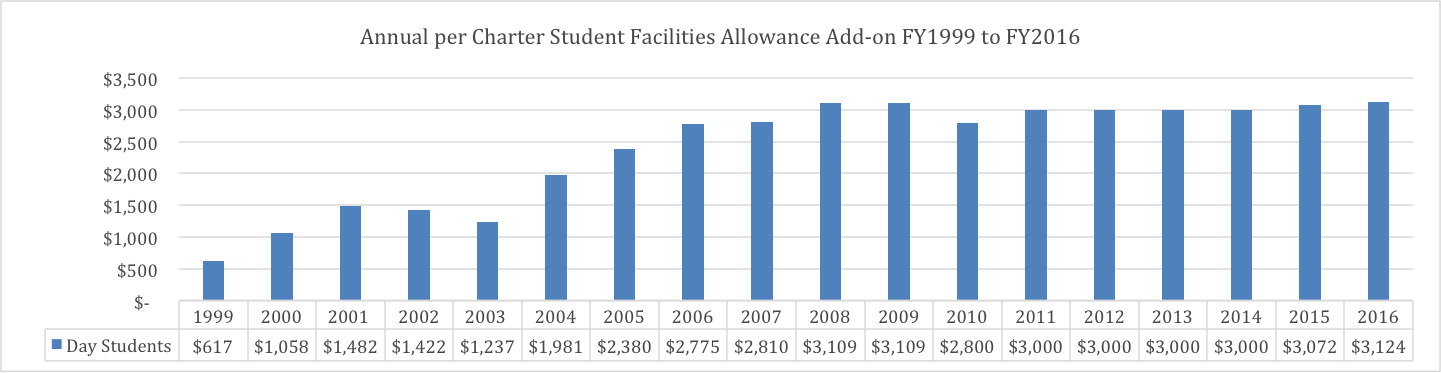 Annual per Charter Student Facilities Allowance Add-on FY1999 to FY2016
$3,500
$3,000
$2,500
$2,000
$1,500
$1,000
$500
$-
1999 2000 2001 2002 2003 2004 2005 2006 2007 2008 2009 2010 2011 2012 2013 2014 2015 2016
Day Students $617 $1,058 $1,482 $1,422 $1,237 $1,981 $2,380 $2,775 $2,810 $3,109 $3,109 $2,800 $3,000 $3,000 $3,000 $3,000 $3,072 $3,124